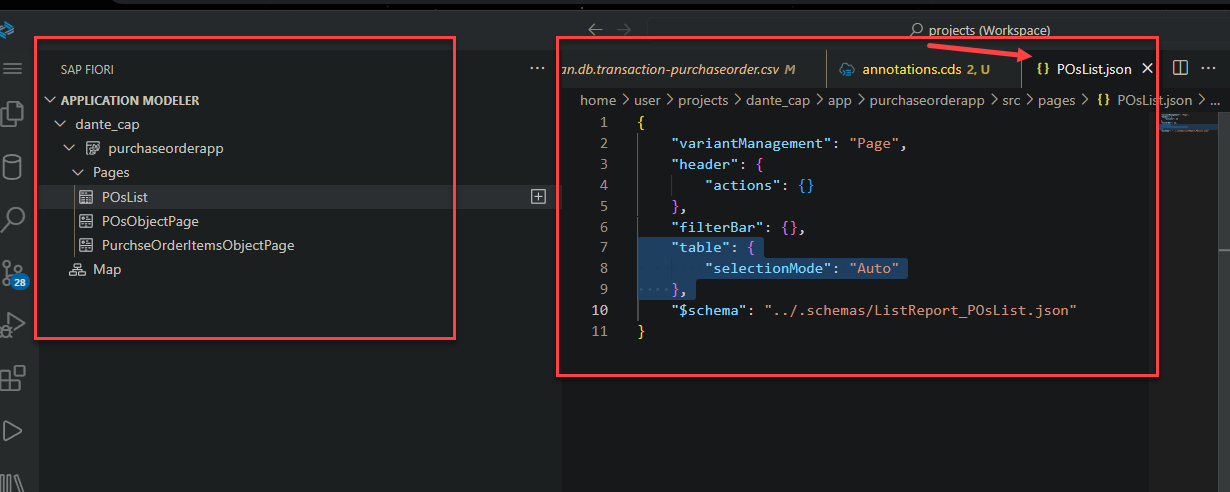 projects (Workspace)
SAP FIORI
···
APPLICATION MODELER
dante_cap
purchaseorderapp
Pages
POsList
POsObjectPage
PurchseOrderItemsObjectPage
Map
28
an.db.transaction-purchaseorder.csv M
annotations.cds 2, U
{} POsList.json
···
home > user > projects > dante_cap > app > purchaseorderapp > src > pages > {} POsList.json > ...
1 {
2 "variantManagement": "Page",
3 "header": {
4 "actions": {}
5 },
6 "filterBar": {},
7 "table": {
8 "selectionMode": "Auto"
9 },
10 "$schema": "../.schemas/ListReport_POsList.json"
11 }